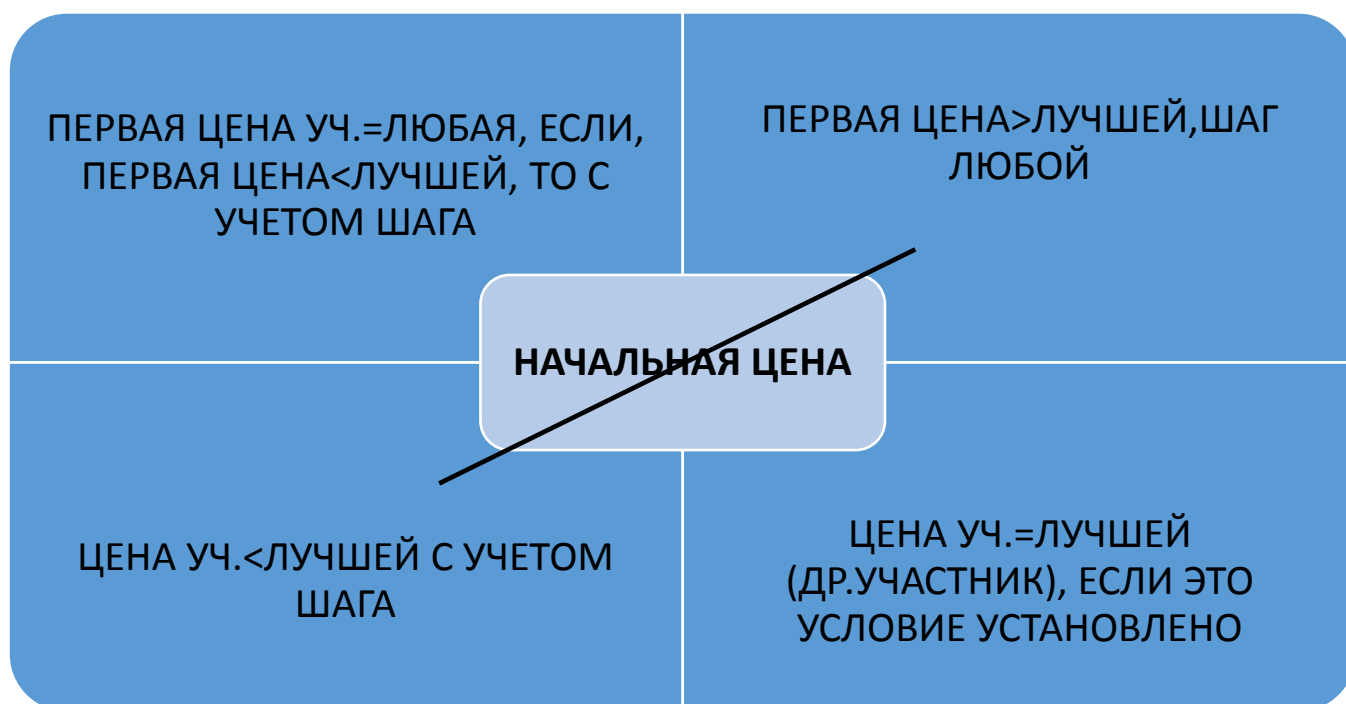 ПЕРВАЯ ЦЕНА УЧ.=ЛЮБАЯ, ЕСЛИ,
ПЕРВАЯ ЦЕНА<ЛУЧШЕЙ, ТО С
УЧЕТОМ ШАГА
ПЕРВАЯ ЦЕНА>ЛУЧШЕЙ,ШАГ
ЛЮБОЙ
НАЧАЛЬНАЯ ЦЕНА
ЦЕНА УЧ.<ЛУЧШЕЙ С УЧЕТОМ
ШАГА
ЦЕНА УЧ.=ЛУЧШЕЙ
(ДР.УЧАСТНИК), ЕСЛИ ЭТО
УСЛОВИЕ УСТАНОВЛЕНО